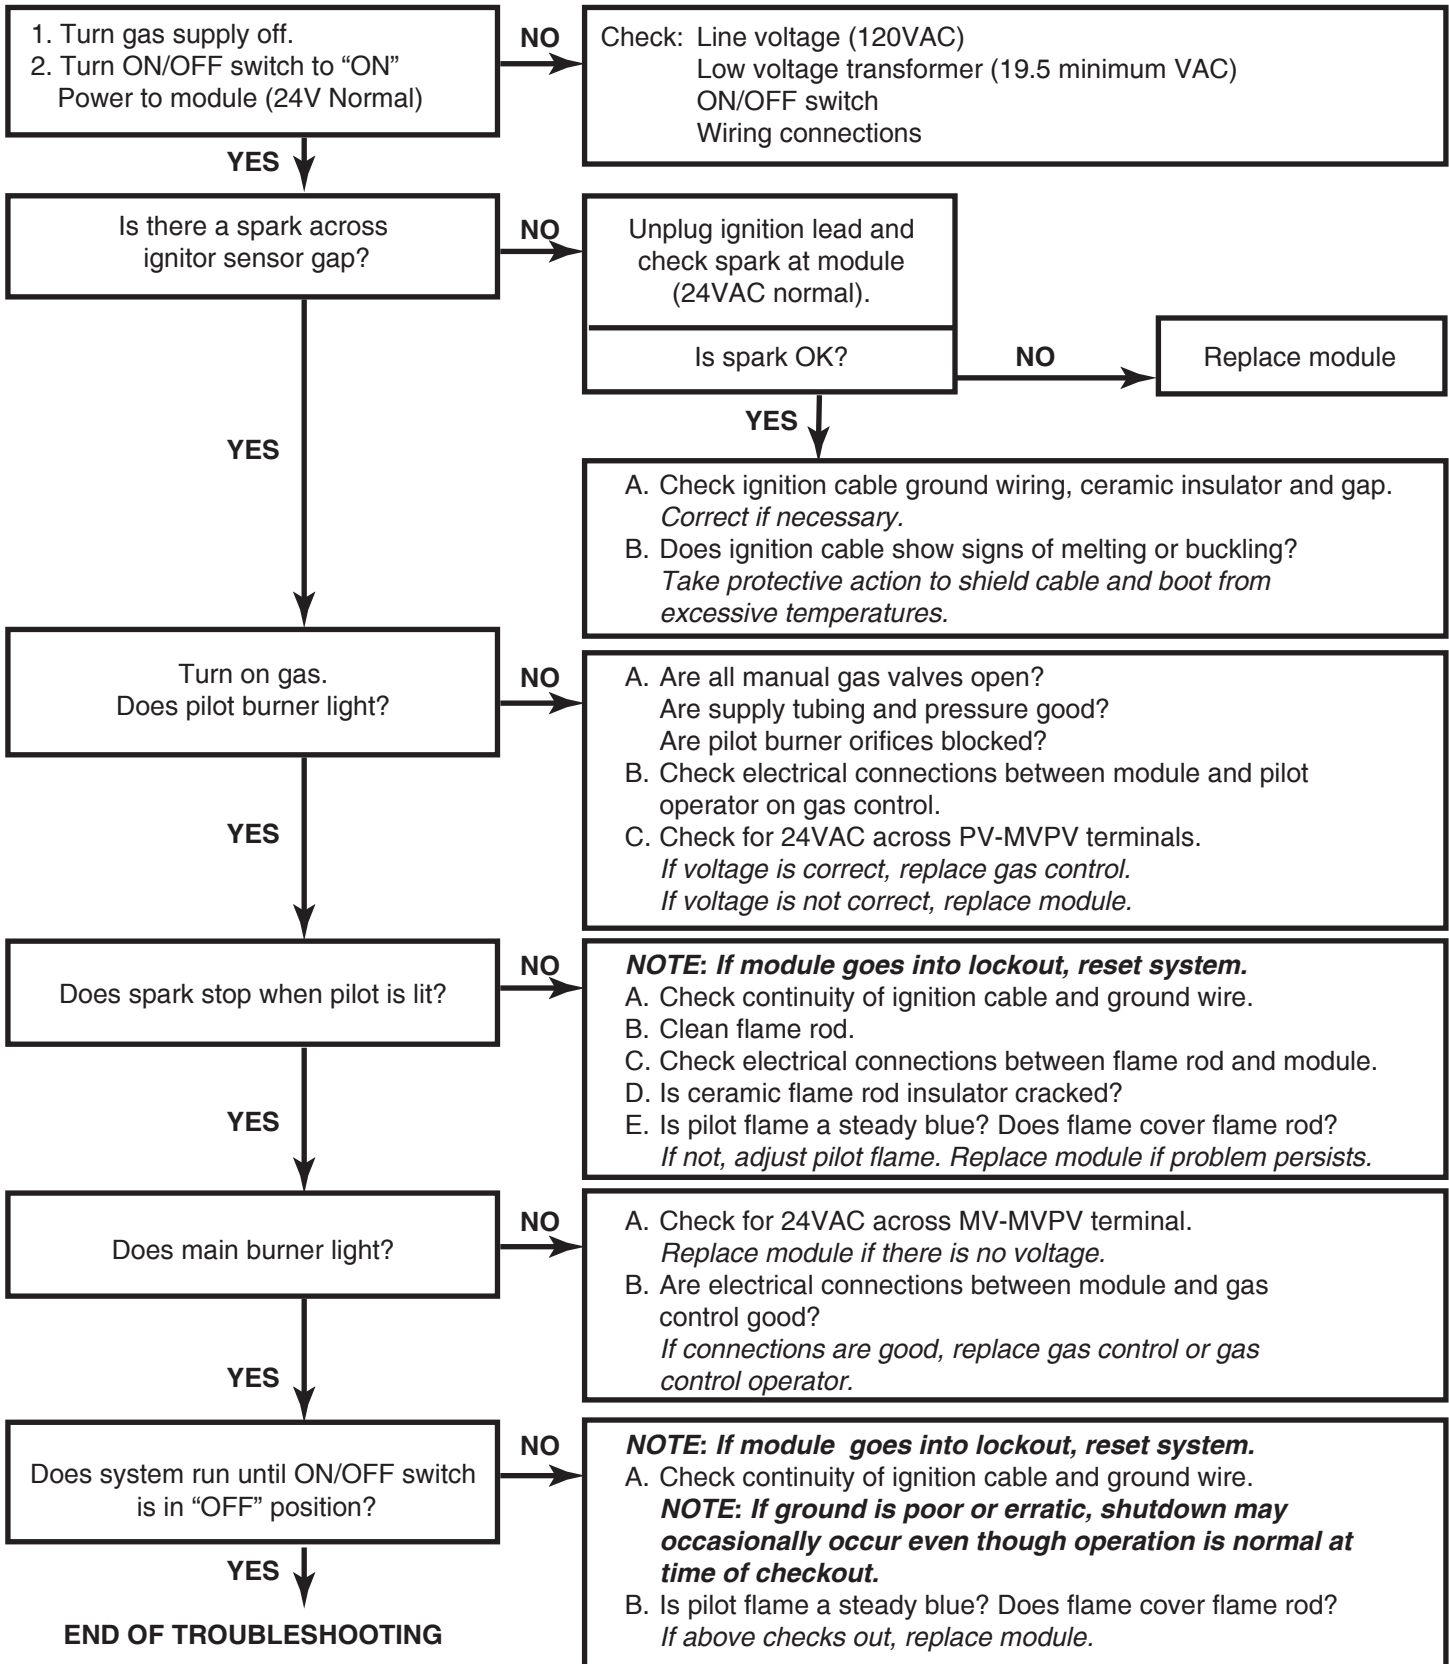 1. Turn gas supply off.
2. Turn ON/OFF switch to “ON”
Power to module (24V Normal)
NO
Check: Line voltage (120VAC)
Low voltage transformer (19.5 minimum VAC)
ON/OFF switch
Wiring connections
YES
Is there a spark across
ignitor sensor gap?
NO
Unplug ignition lead and
check spark at module
(24VAC normal).
Is spark OK?
NO
Replace module
YES
A. Check ignition cable ground wiring, ceramic insulator and gap.
Correct if necessary.
B. Does ignition cable show signs of melting or buckling?
Take protective action to shield cable and boot from
excessive temperatures.
YES
Turn on gas.
Does pilot burner light?
NO
A. Are all manual gas valves open?
Are supply tubing and pressure good?
Are pilot burner orifices blocked?
B. Check electrical connections between module and pilot
operator on gas control.
C. Check for 24VAC across PV-MVPV terminals.
If voltage is correct, replace gas control.
If voltage is not correct, replace module.
YES
Does spark stop when pilot is lit?
NO
NOTE: If module goes into lockout, reset system.
A. Check continuity of ignition cable and ground wire.
B. Clean flame rod.
C. Check electrical connections between flame rod and module.
D. Is ceramic flame rod insulator cracked?
E. Is pilot flame a steady blue? Does flame cover flame rod?
If not, adjust pilot flame. Replace module if problem persists.
YES
Does main burner light?
NO
A. Check for 24VAC across MV-MVPV terminal.
Replace module if there is no voltage.
B. Are electrical connections between module and gas
control good?
If connections are good, replace gas control or gas
control operator.
YES
Does system run until ON/OFF switch
is in “OFF” position?
NO
NOTE: If module goes into lockout, reset system.
A. Check continuity of ignition cable and ground wire.
NOTE: If ground is poor or erratic, shutdown may
occasionally occur even though operation is normal at
time of checkout.
B. Is pilot flame a steady blue? Does flame cover flame rod?
If above checks out, replace module.
YES
END OF TROUBLESHOOTING